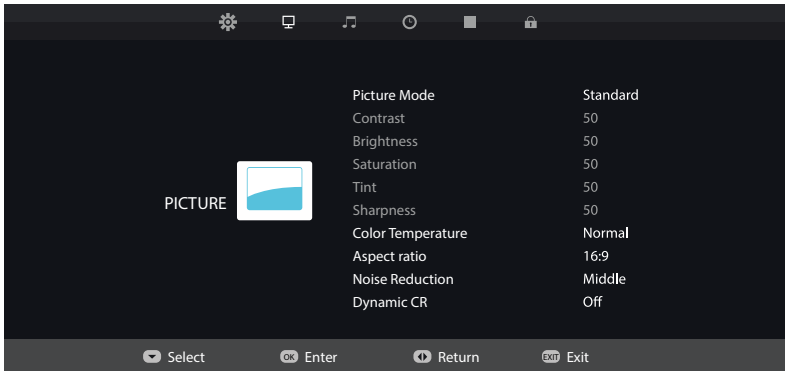 Picture Mode Standard
Contrast 50
Brightness 50
Saturation 50
Tint 50
PICTURE
Sharpness 50
Color Temperature Normal
Aspect ratio 16:9
Noise Reduction Middle
Dynamic CR Off
Select OK Enter Return EXIT Exit